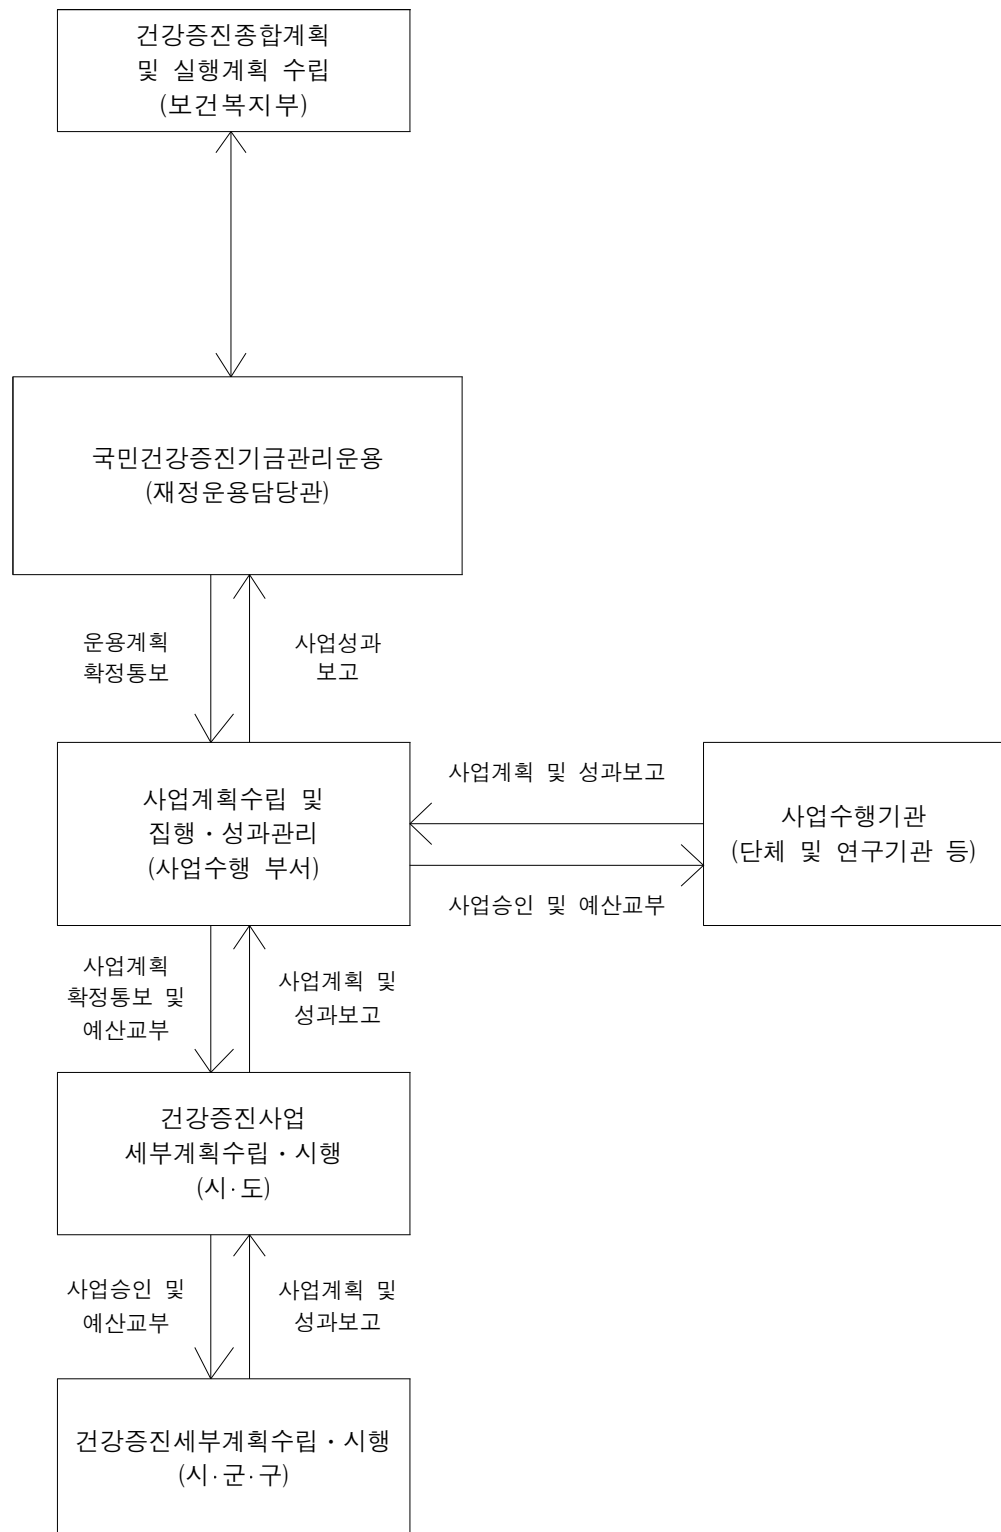 건강증진종합계획
및 실행계획 수립
(보건복지부)
국민건강증진기금관리운용
(재정운용담당관)
운용계획
확정통보
사업성과
보고
사업계획수립 및
집행・성과관리
(사업수행 부서)
사업계획 및 성과보고
사업승인 및 예산교부
사업수행기관
(단체 및 연구기관 등)
사업계획
확정통보 및
예산교부
사업계획 및
성과보고
건강증진사업
세부계획수립・시행
(시·도)
사업승인 및
예산교부
사업계획 및
성과보고
건강증진세부계획수립・시행
(시·군·구)